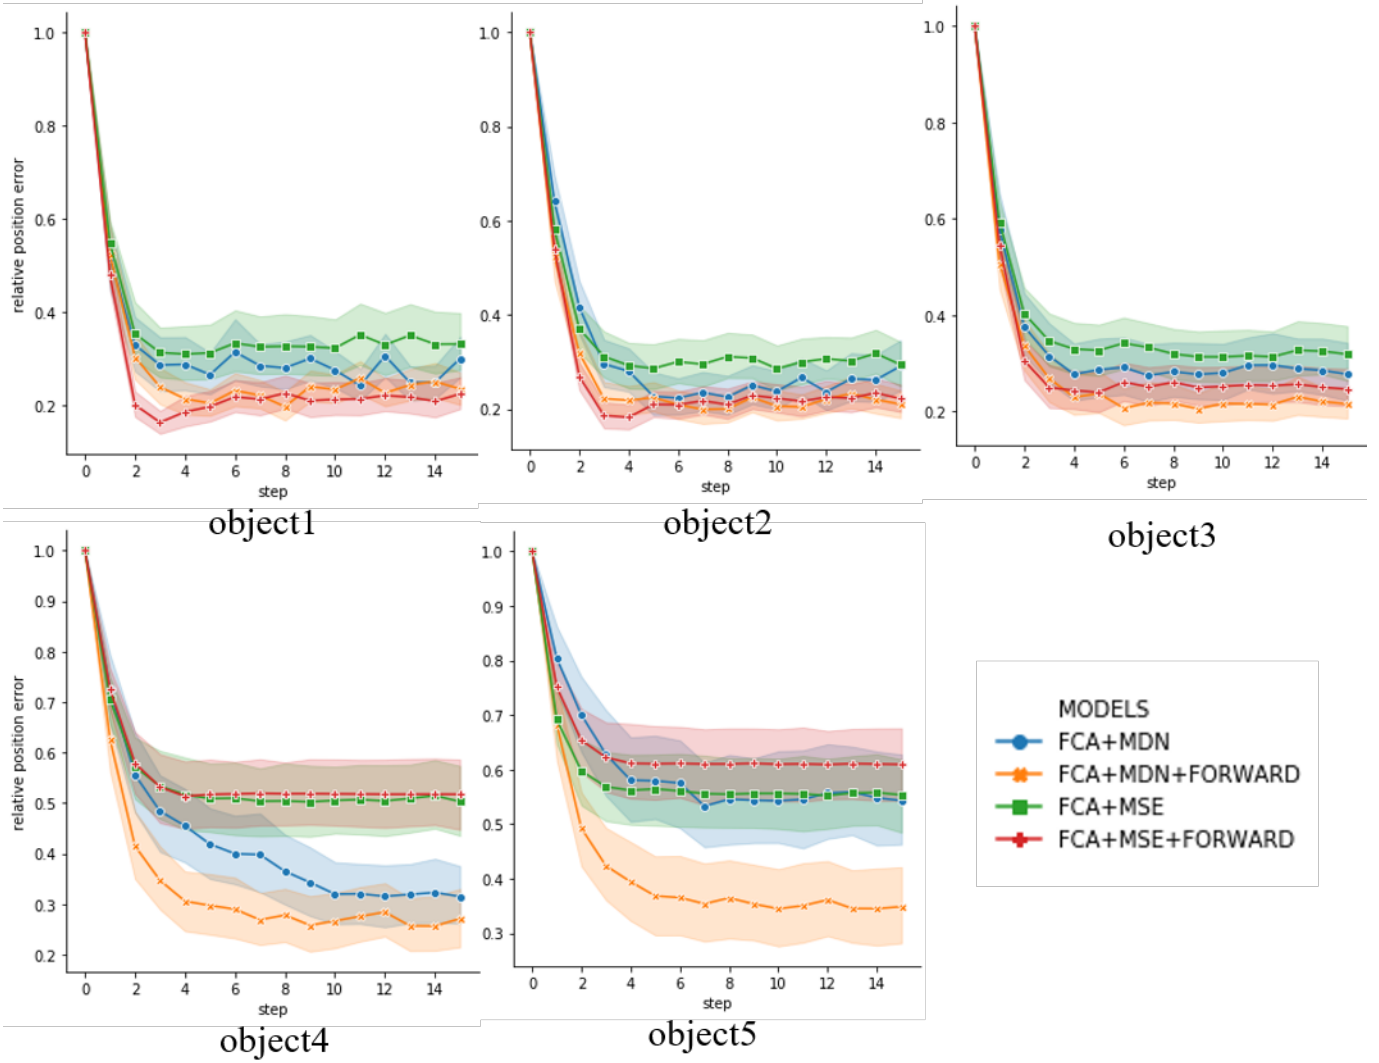 relative position error
1.0
0.8
0.6
0.4
0.2
0 2 4 6 8 10 12 14
step
object1
1.0
0.8
0.6
0.4
0.2
0 2 4 6 8 10 12 14
step
object2
1.0
0.8
0.6
0.4
0.2
0 2 4 6 8 10 12 14
step
object3
relative position error
1.0
0.9
0.8
0.7
0.6
0.5
0.4
0.3
0.2
0 2 4 6 8 10 12 14
step
object4
1.0
0.9
0.8
0.7
0.6
0.5
0.4
0.3
0 2 4 6 8 10 12 14
step
object5
MODELS
FCA+MDN
FCA+MDN+FORWARD
FCA+MSE
FCA+MSE+FORWARD